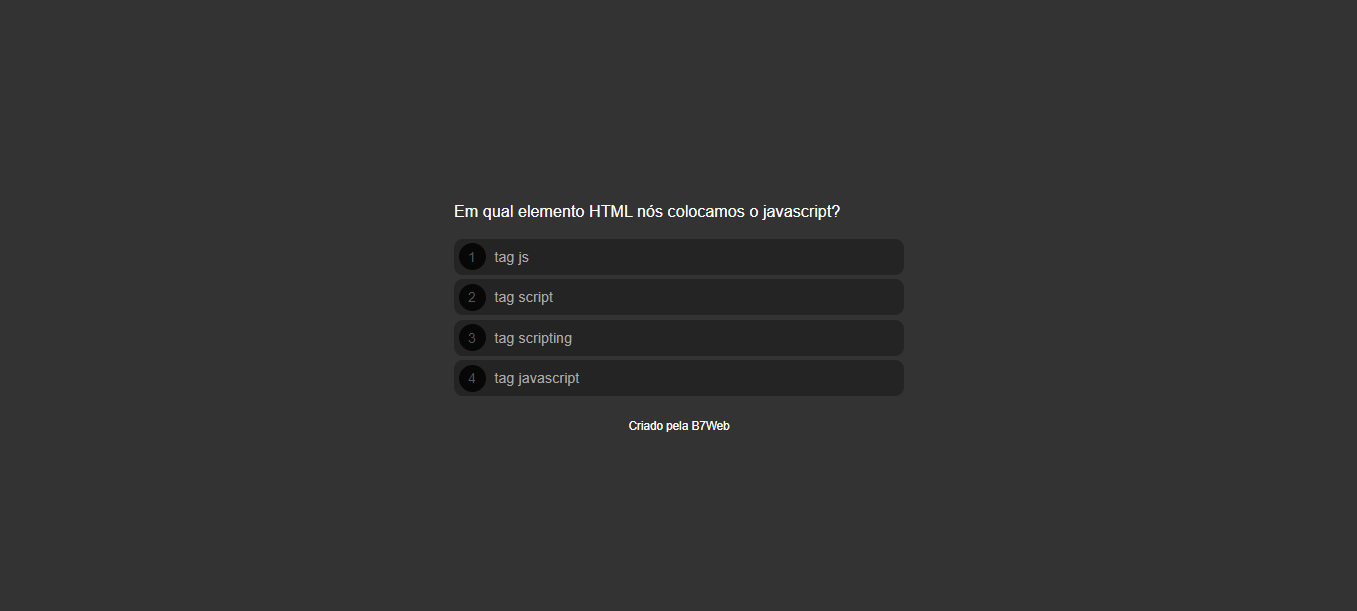 Em qual elemento HTML nós colocamos o javascript?
1 tag js
2 tag script
3 tag scripting
4 tag javascript
Criado pela B7Web